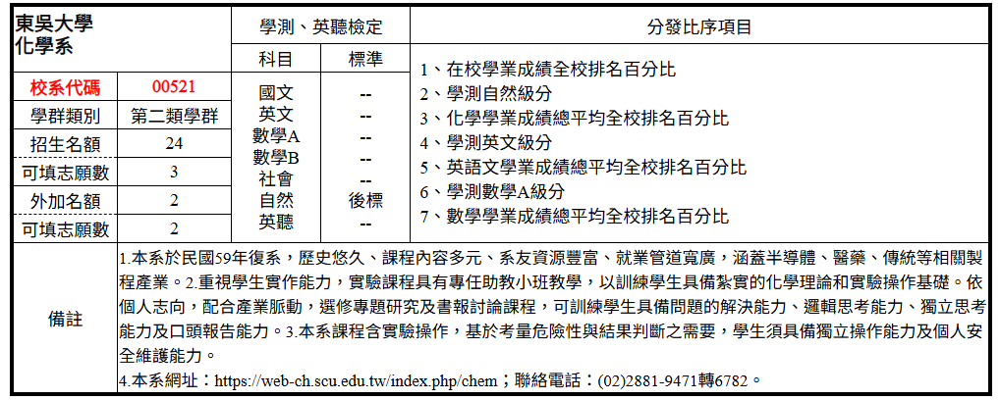 東吳大學
化學系
學測、英聽檢定
分發比序項目
科目 標準
校系代碼 00521
學群類別 第二類學群
招生名額 24
可填志願數 3
外加名額 2
可填志願數 2
國文 --
英文 --
數學A --
數學B --
社會 --
自然 後標
英聽 --
1、在校學業成績全校排名百分比
2、學測自然級分
3、化學學業成績總平均全校排名百分比
4、學測英文級分
5、英語文學業成績總平均全校排名百分比
6、學測數學A級分
7、數學學業成績總平均全校排名百分比
備註
1.本系於民國59年復系，歷史悠久、課程內容多元、系友資源豐富、就業管道寬廣，涵蓋半導體、醫藥、傳統等相關製
程產業。2.重視學生實作能力，實驗課程具有專任助教小班教學，以訓練學生具備紮實的化學理論和實驗操作基礎。依
個人志向，配合產業脈動，選修專題研究及書報討論課程，可訓練學生具備問題的解決能力、邏輯思考能力、獨立思考
能力及口頭報告能力。3.本系課程含實驗操作，基於考量危險性與結果判斷之需要，學生須具備獨立操作能力及個人安
全維護能力。
4.本系網址：https://web-ch.scu.edu.tw/index.php/chem；聯絡電話：(02)2881-9471轉6782。